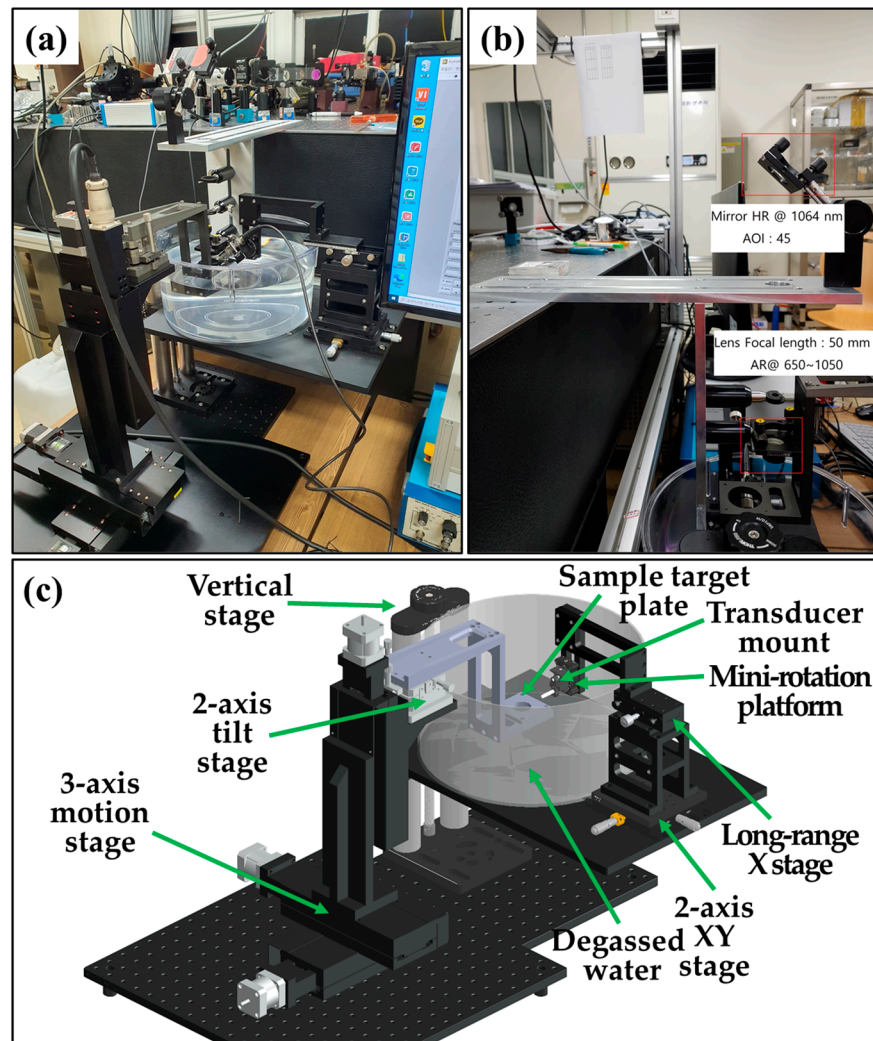 (a)
(b)
Mirror HR @ 1064 nm
AOI : 45
Lens Focal length : 50 mm
AR@ 650~1050
(c)
Vertical
stage
Sample target
plate
Transducer
mount
Mini-rotation
platform
2-axis
tilt
stage
3-axis
motion
stage
Long-range
X stage
2-axis
XY
stage
Degassed
water